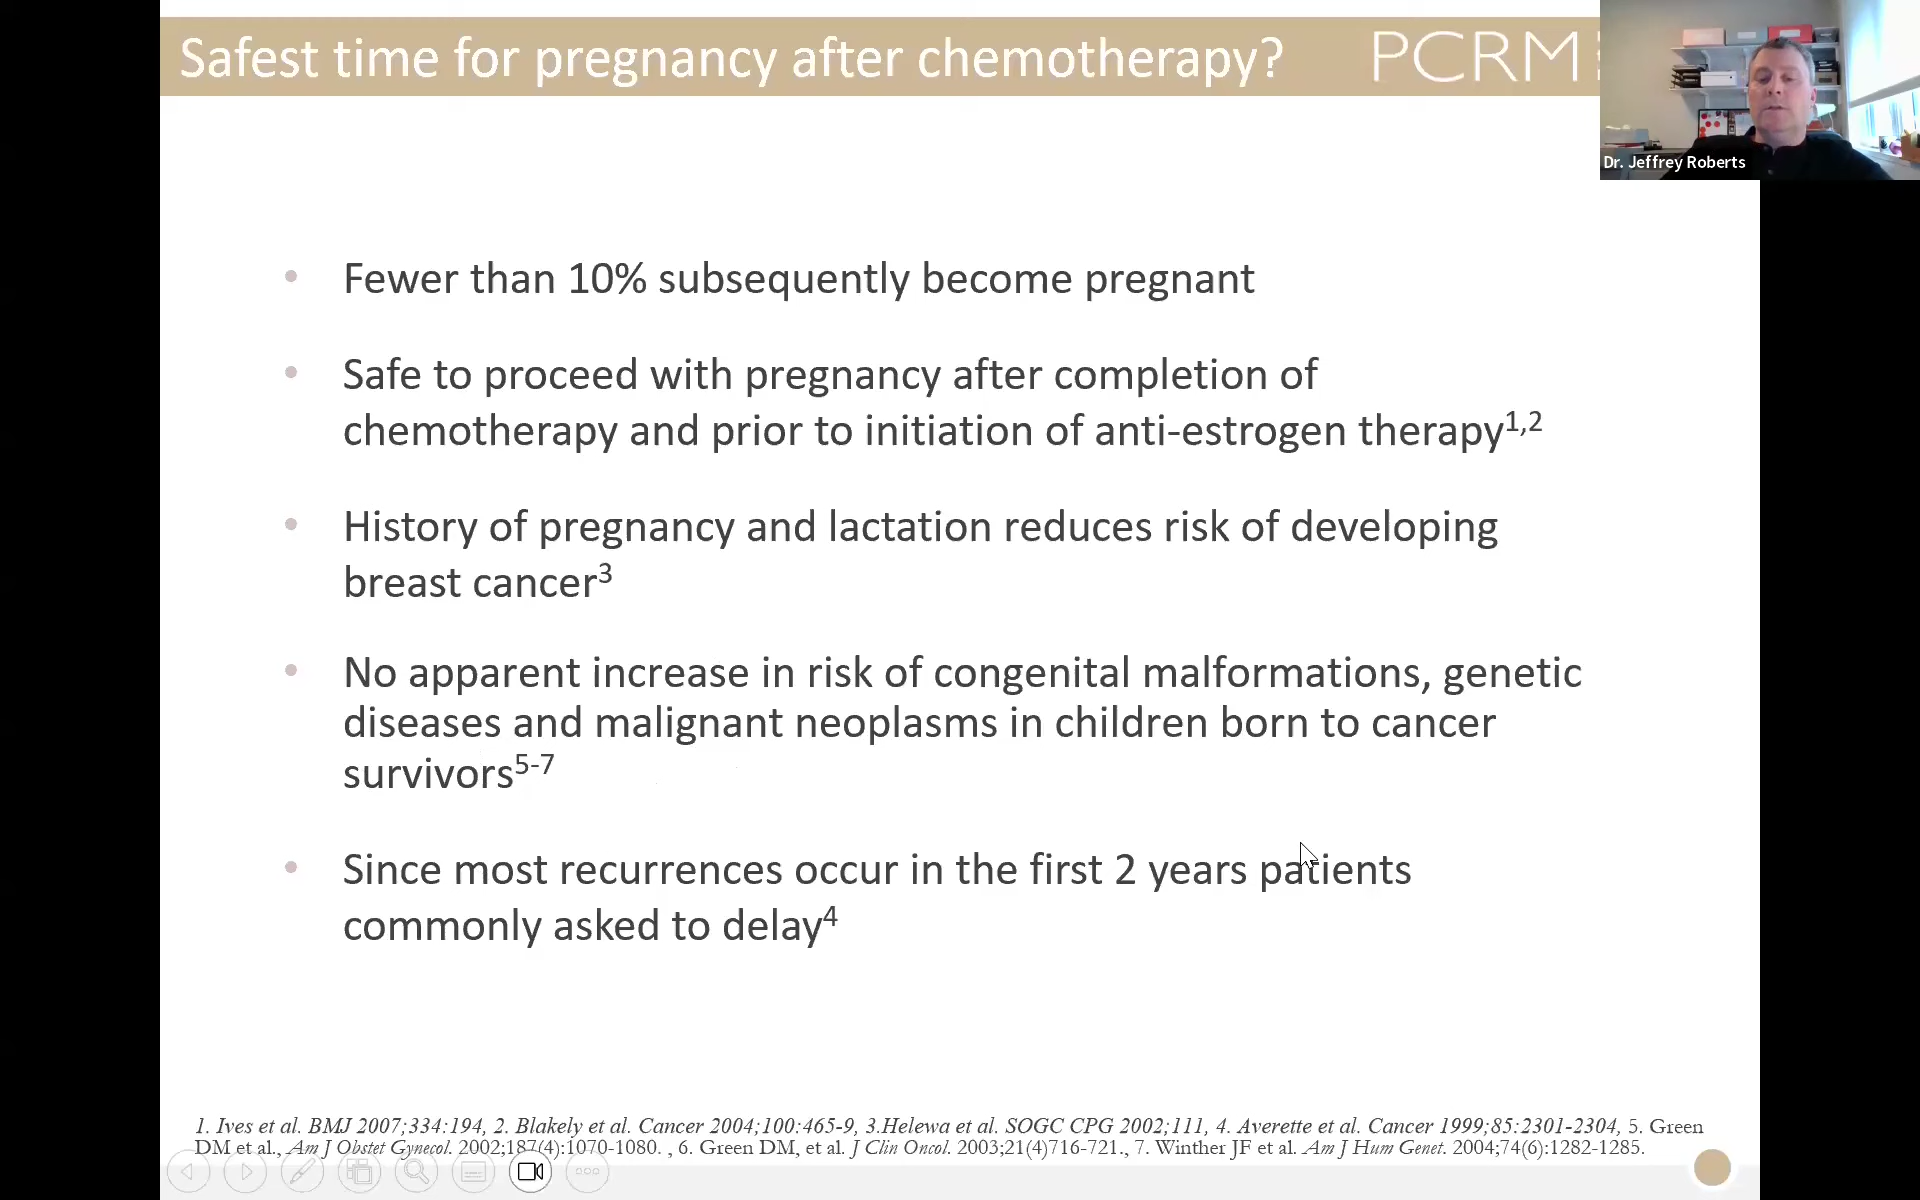 Safest time for pregnancy after chemotherapy?
PCRM
Dr. Jeffrey Roberts
• Fewer than 10% subsequently become pregnant
• Safe to proceed with pregnancy after completion of
chemotherapy and prior to initiation of anti-estrogen therapy1,2
• History of pregnancy and lactation reduces risk of developing
breast cancer3
• No apparent increase in risk of congenital malformations, genetic
diseases and malignant neoplasms in children born to cancer
survivors5-7
• Since most recurrences occur in the first 2 years patients
commonly asked to delay4
1. Ives et al. BMJ 2007;334:194, 2. Blakely et al. Cancer 2004;100:465-9, 3.Helewa et al. SOGC CPG 2002;111, 4. Averette et al. Cancer 1999;85:2301-2304, 5. Green
DM et al., Am J Obstet Gynecol. 2002;187(4):1070-1080. , 6. Green DM, et al. J Clin Oncol. 2003;21(4)716-721., 7. Winther JF et al. Am J Hum Genet. 2004;74(6):1282-1285.